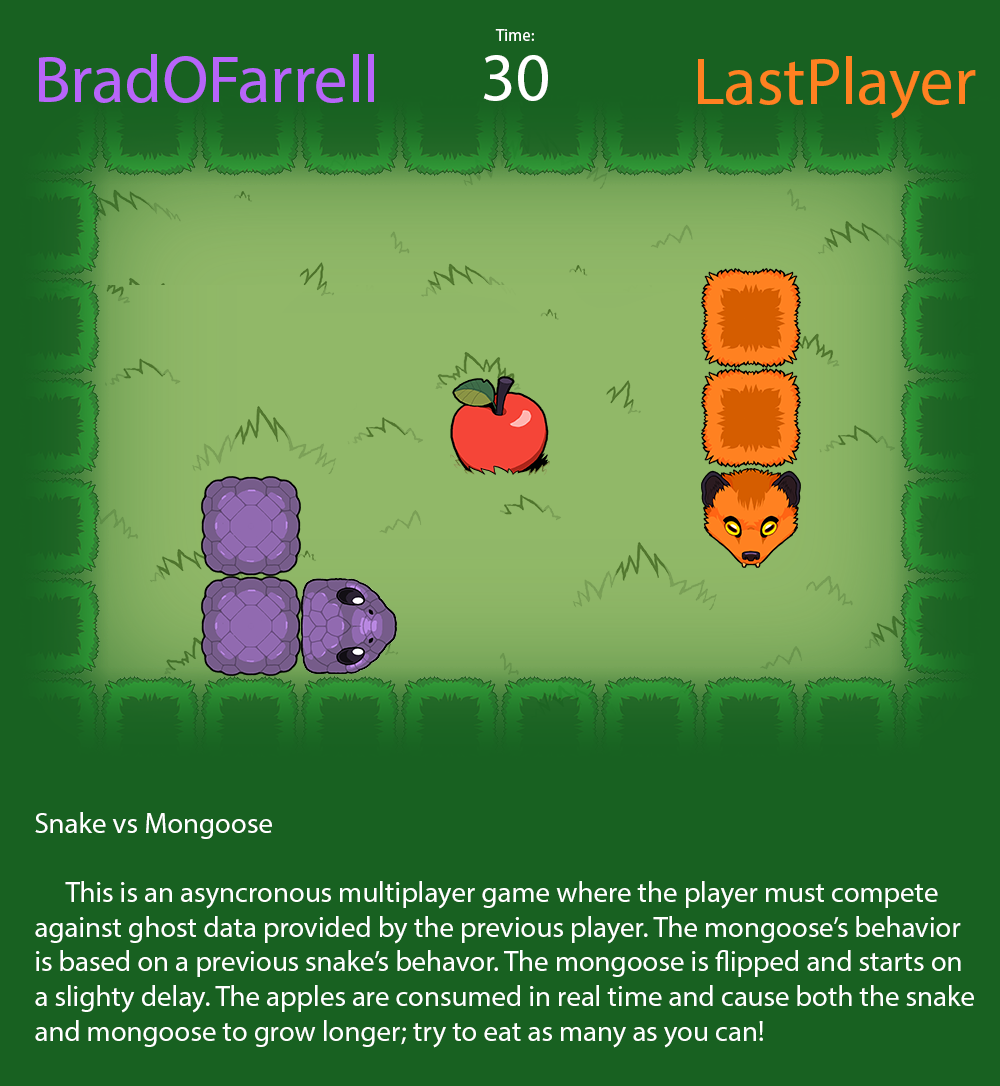 Time:
BradOFarrell 30 LastPlayer
Snake vs Mongoose
This is an asyncronous multiplayer game where the player must compete
against ghost data provided by the previous player. The mongoose's behavior
is based on a previous snake's behavor. The mongoose is flipped and starts on
a slighty delay. The apples are consumed in real time and cause both the snake
and mongoose to grow longer; try to eat as many as you can!